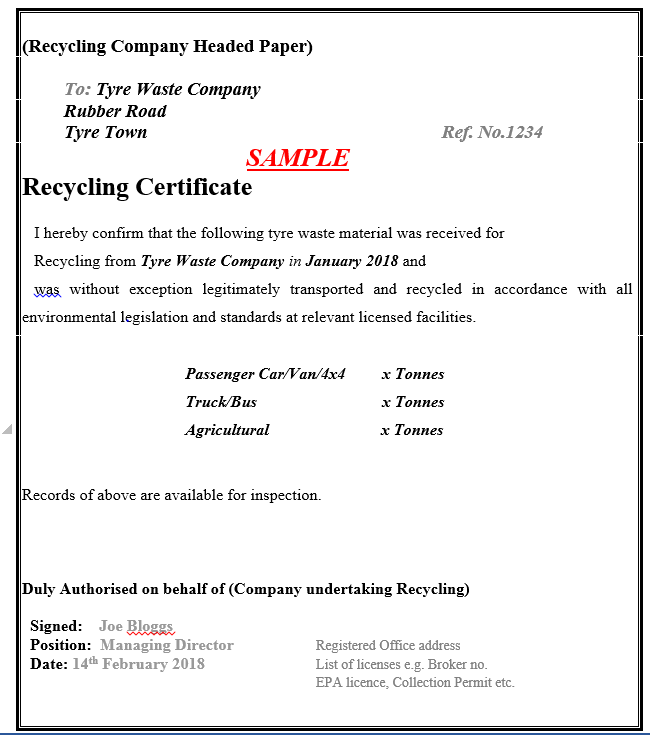 (Recycling Company Headed Paper)
To: Tyre Waste Company
Rubber Road
Tyre Town Ref. No.1234
SAMPLE
Recycling Certificate
I hereby confirm that the following tyre waste material was received for
Recycling from Tyre Waste Company in January 2018 and
was without exception legitimately transported and recycled in accordance with all
environmental legislation and standards at relevant licensed facilities.
Passenger Car/Van/4x4 x Tonnes
Truck/Bus x Tonnes
Agricultural x Tonnes
Records of above are available for inspection.
Duly Authorised on behalf of (Company undertaking Recycling)
Signed: Joe Bloggs
Position: Managing Director Registered Office address
Date: 14th February 2018 List of licenses e.g. Broker no.
EPA licence, Collection Permit etc.